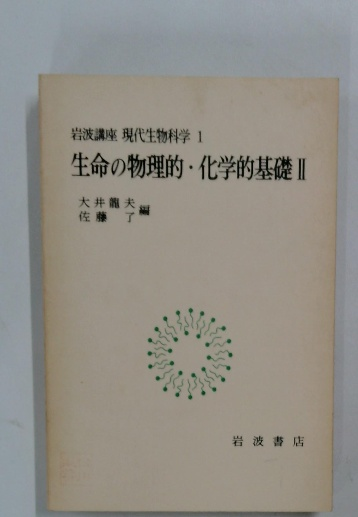 岩波講座 現代生物科学 1
生命の物理的・化学的基礎 II
大井龍夫
佐藤 了
編
岩波書店